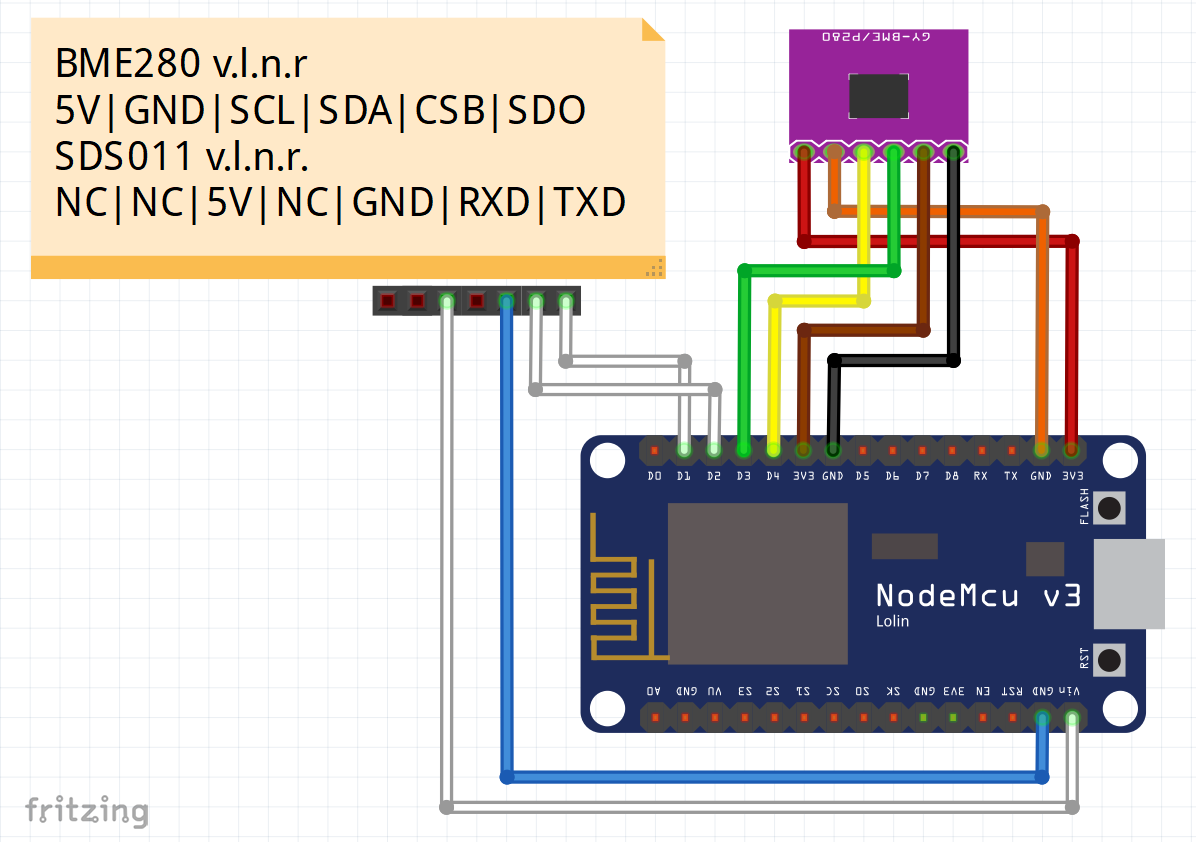 BME280 v.l.n.r
5V|GND|SCL|SDA|CSB|SDO
SDS011 v.l.n.r.
NC|NC|5V|NC|GND|RXD|TXD
GY-BME/P280
D0 D1 D2 D3 D4 3V3 GND D5 D6 D7 D8 RX TX GND 3V3
FLASH
NodeMcu v3
Lolin
RST
A0 GND VU S3 S2 S1 SC S0 SK GND 3V3 EN RST GND Vin
fritzing